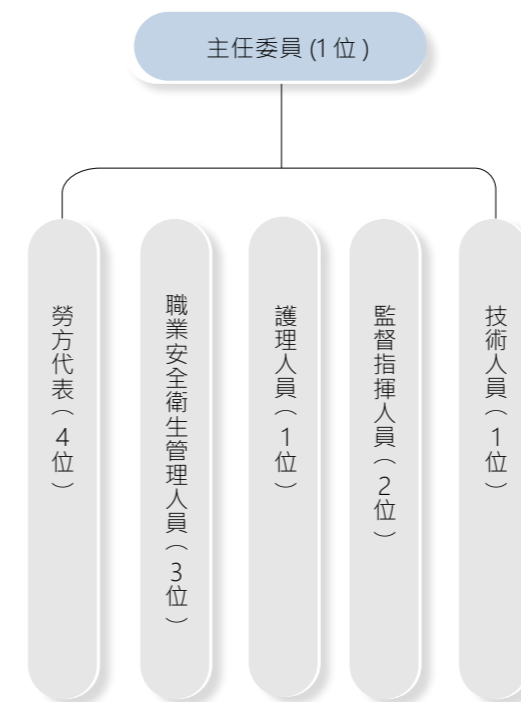 主任委員 (1 位 )
勞方代表（4位）
職業安全衛生管理人員（3位）
護理人員（1位）
監督指揮人員（2位）
技術人員（1位）